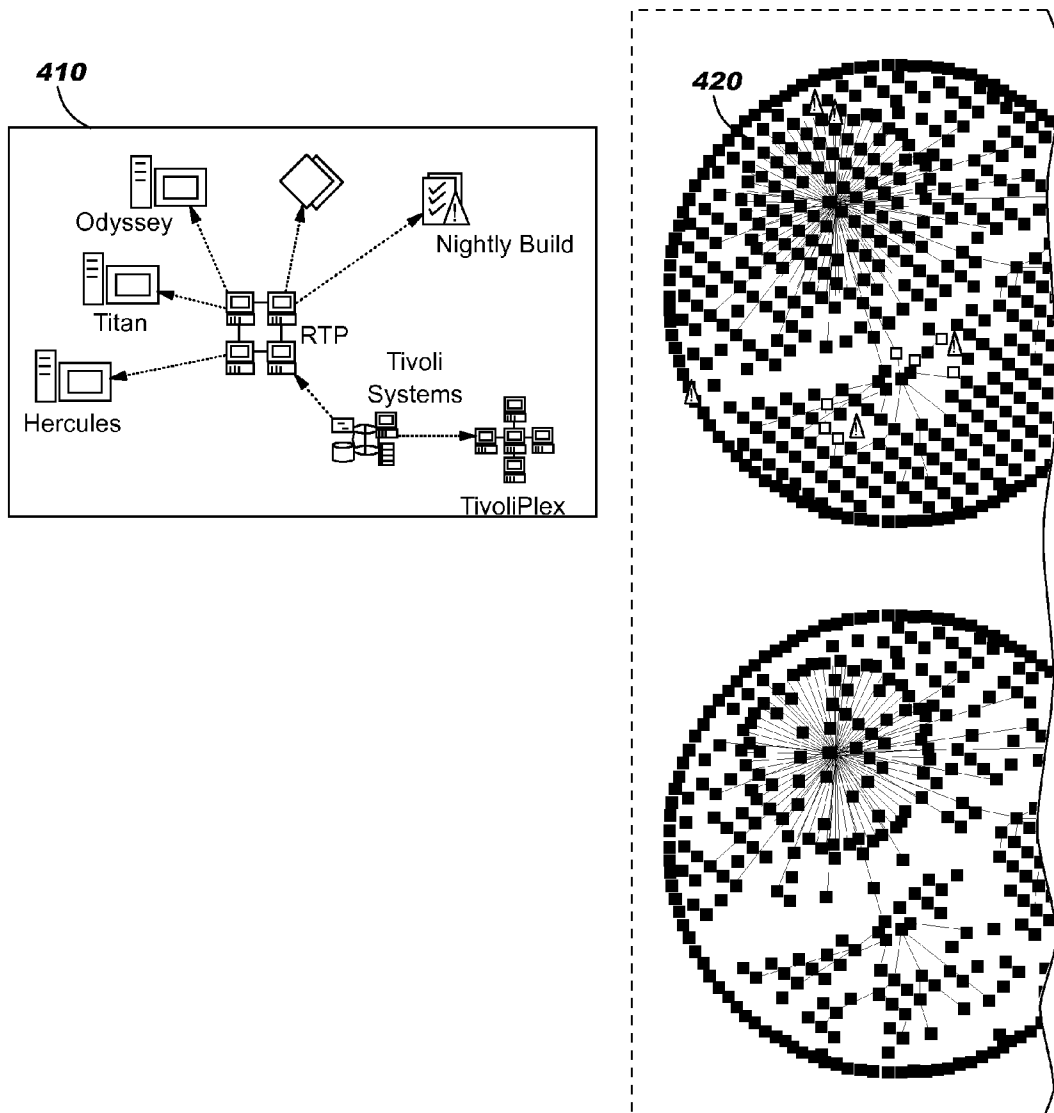 410
420
Odyssey
Nightly Build
Titan
RTP
Tivoli
Systems
Hercules
TivoliPlex